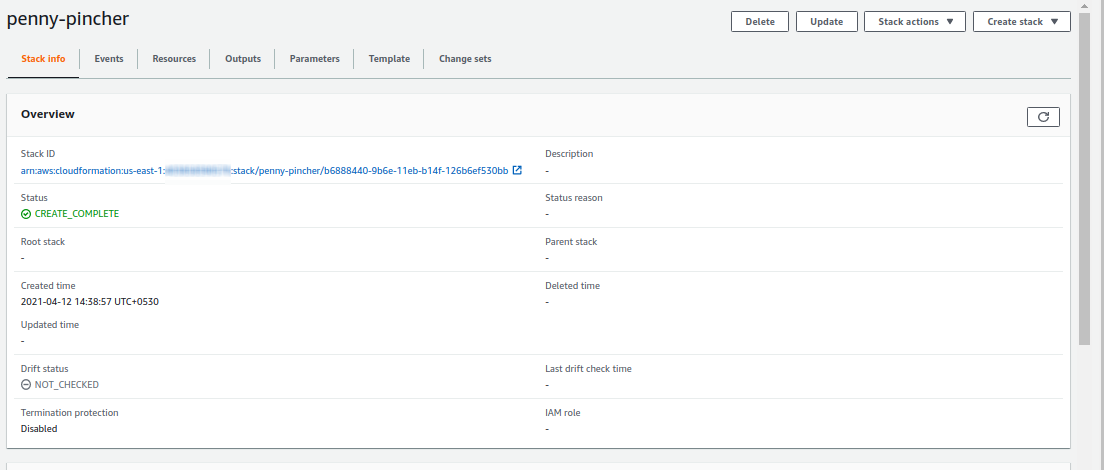 penny-pincher
Delete
Update
Stack actions
Create stack
Stack info
Events
Resources
Outputs
Parameters
Template
Change sets
Overview
Stack ID
arn:aws:cloudformation:us-east-1: :stack/penny-pincher/b6888440-9b6e-11eb-b14f-126b6ef530bb
Description
-
Status
CREATE_COMPLETE
Status reason
-
Root stack
-
Parent stack
-
Created time
2021-04-12 14:38:57 UTC+0530
Deleted time
-
Updated time
-
Drift status
NOT_CHECKED
Last drift check time
-
Termination protection
Disabled
IAM role
-